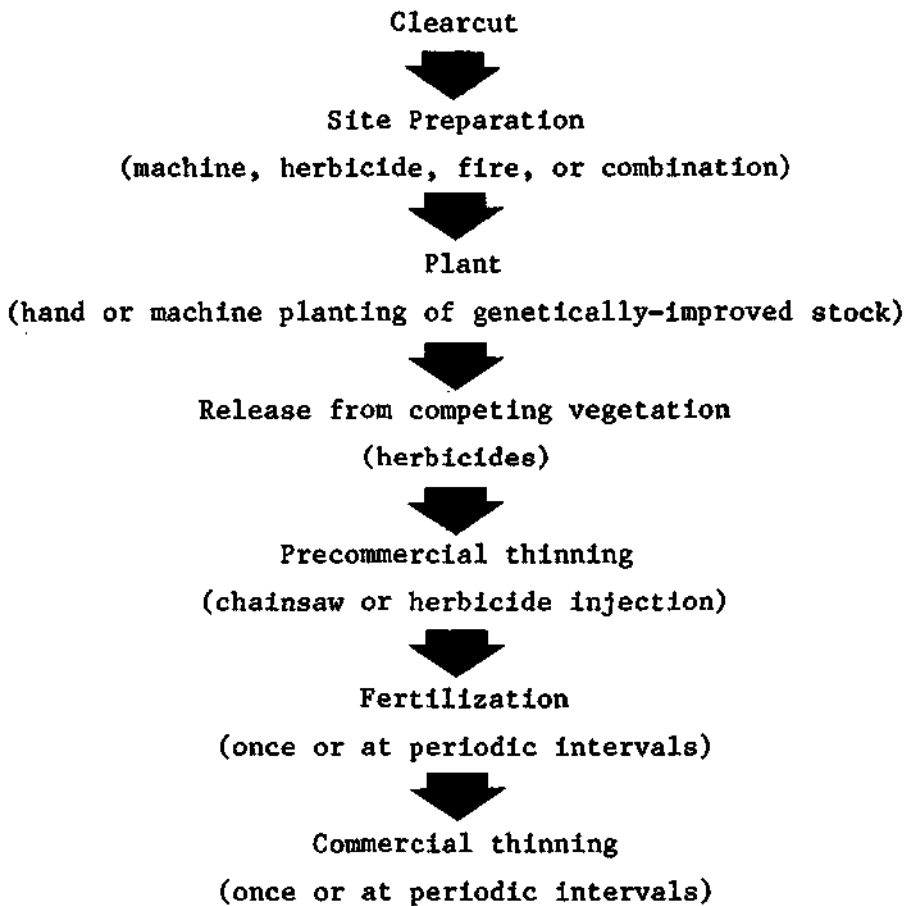 Clearcut
Site Preparation
(machine, herbicide, fire, or combination)
Plant
(hand or machine planting of genetically-improved stock)
Release from competing vegetation
(herbicides)
Precommercial thinning
(chainsaw or herbicide injection)
Fertilization
(once or at periodic intervals)
Commercial thinning
(once or at periodic intervals)